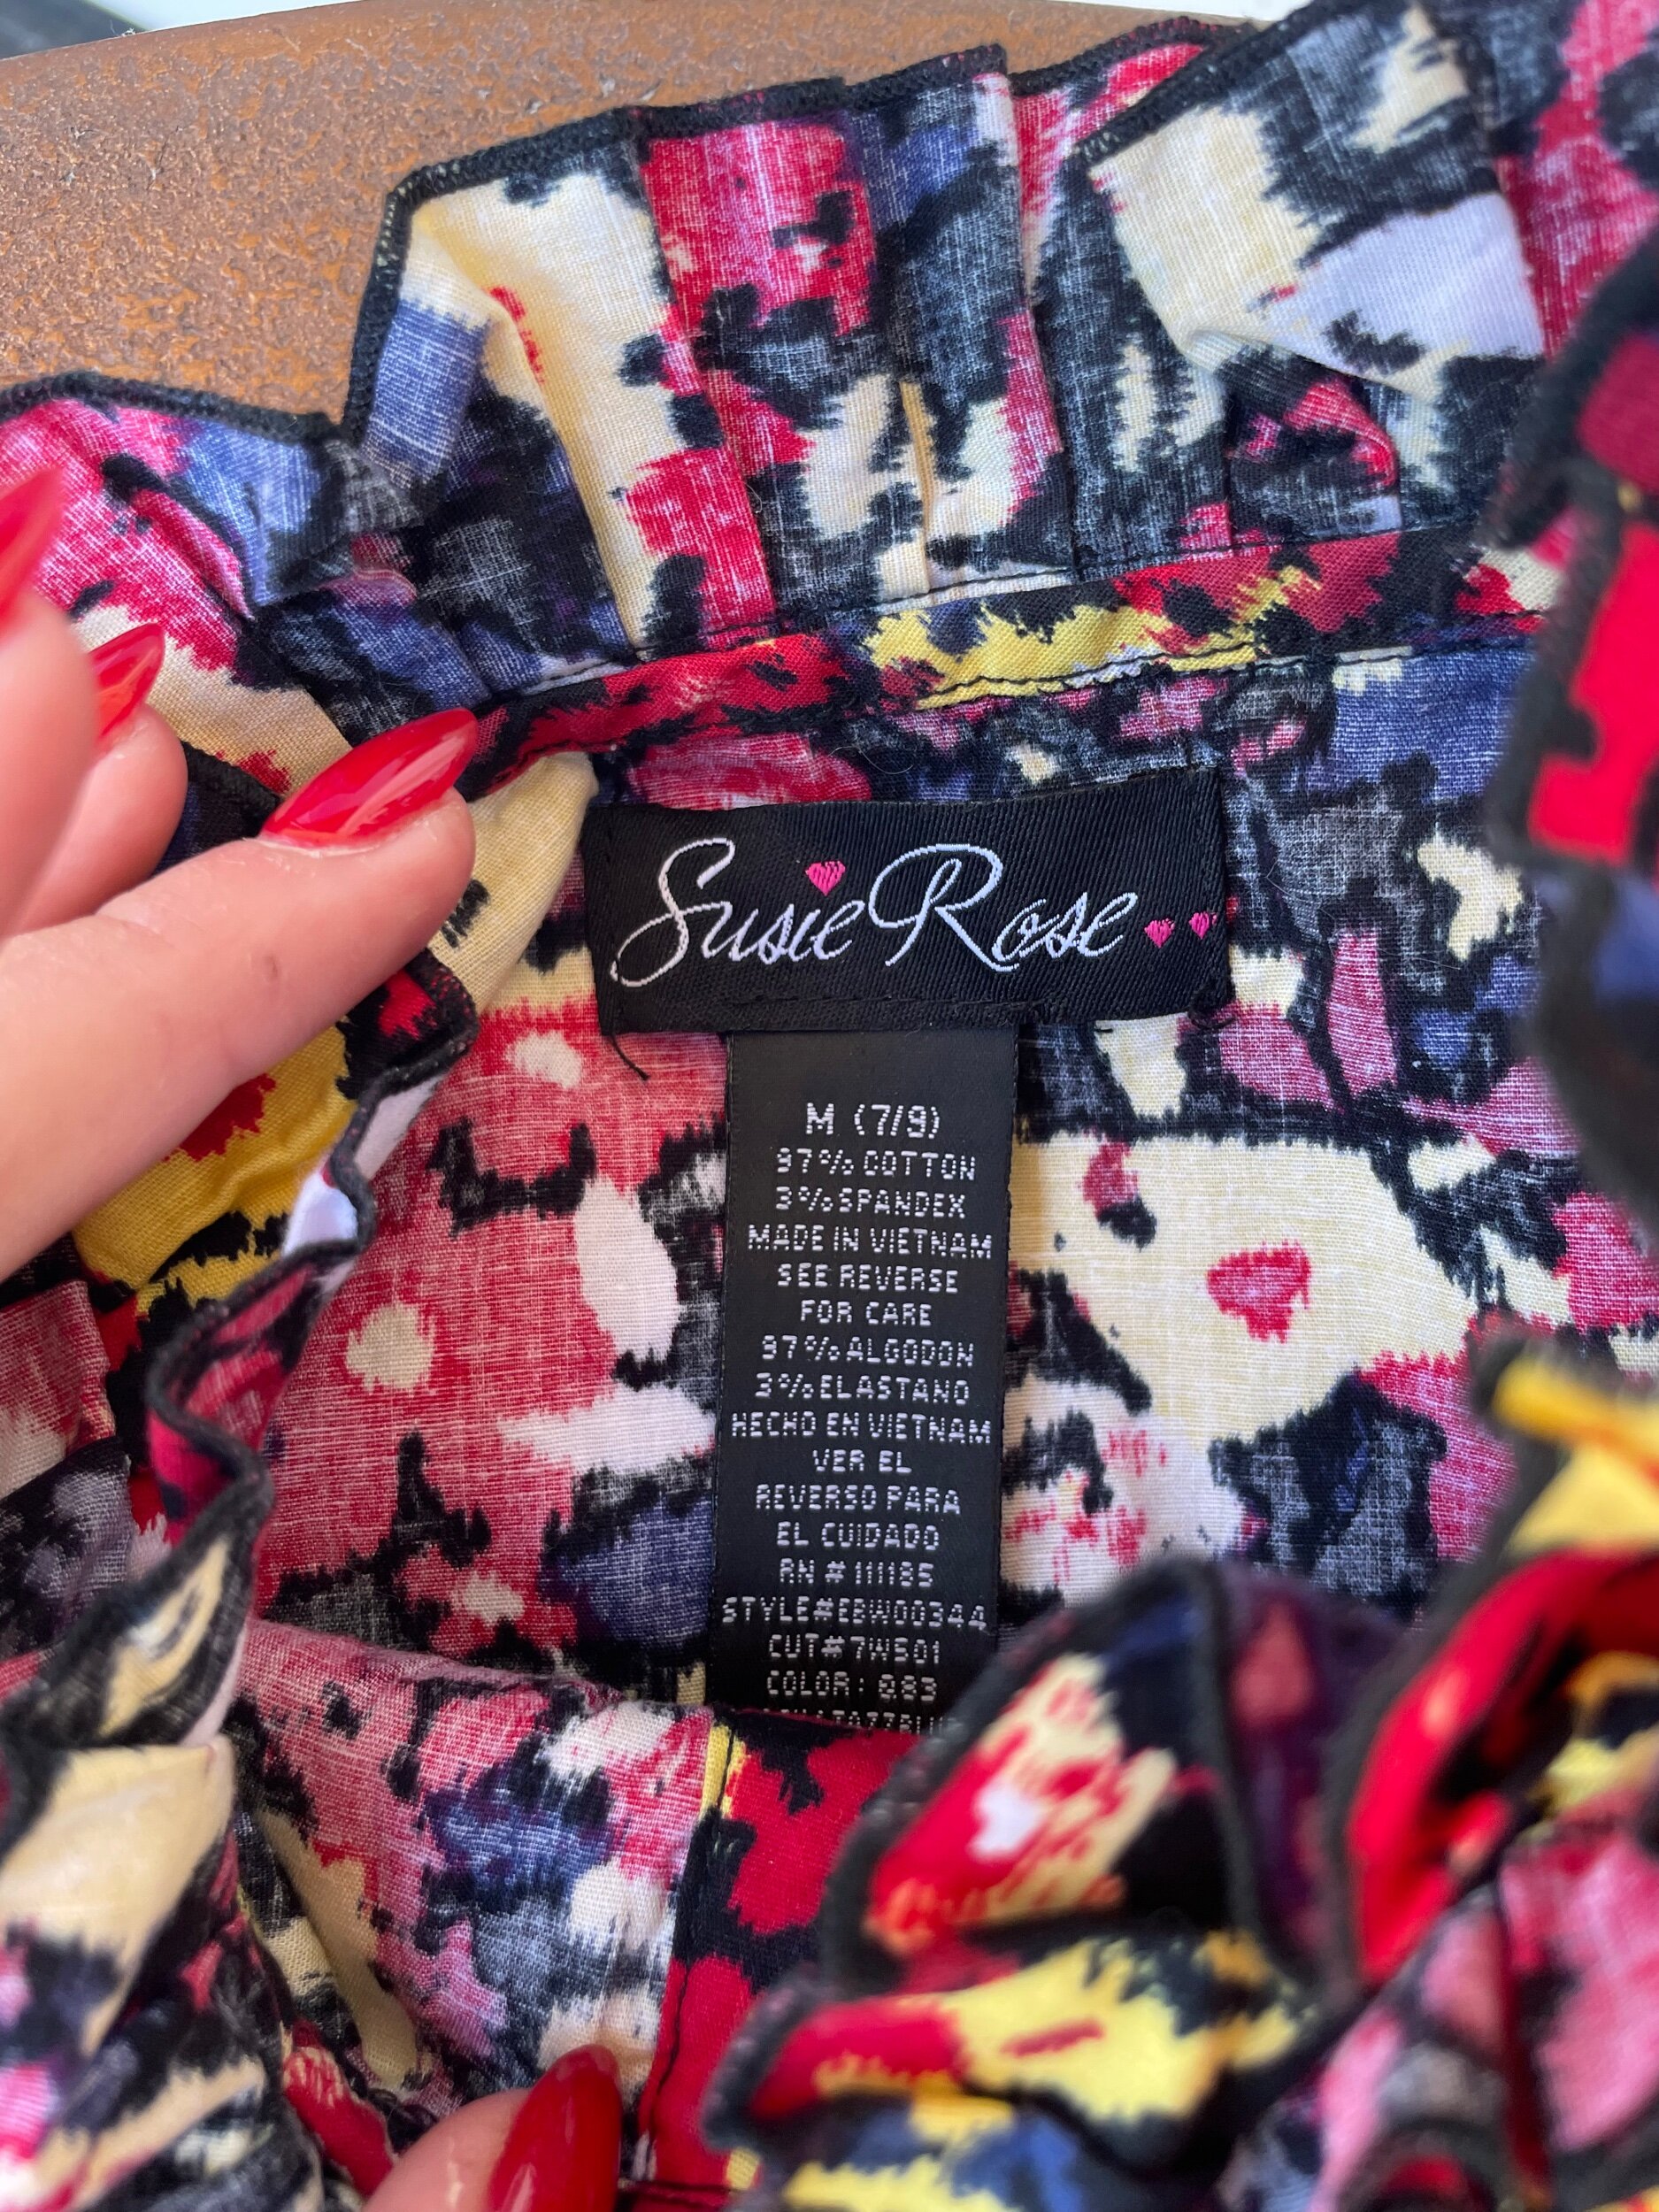 Susie Rose
M (7/9)
97% COTTON
3% SPANDEX
MADE IN VIETNAM
SEE REVERSE
FOR CARE
97% ALGODON
3% ELASTANO
HECHO EN VIETNAM
VER EL
REVERSO PARA
EL CUIDADO
RN # 111185
STYLE#EBW00344
CUT# 7W501
COLOR: 083